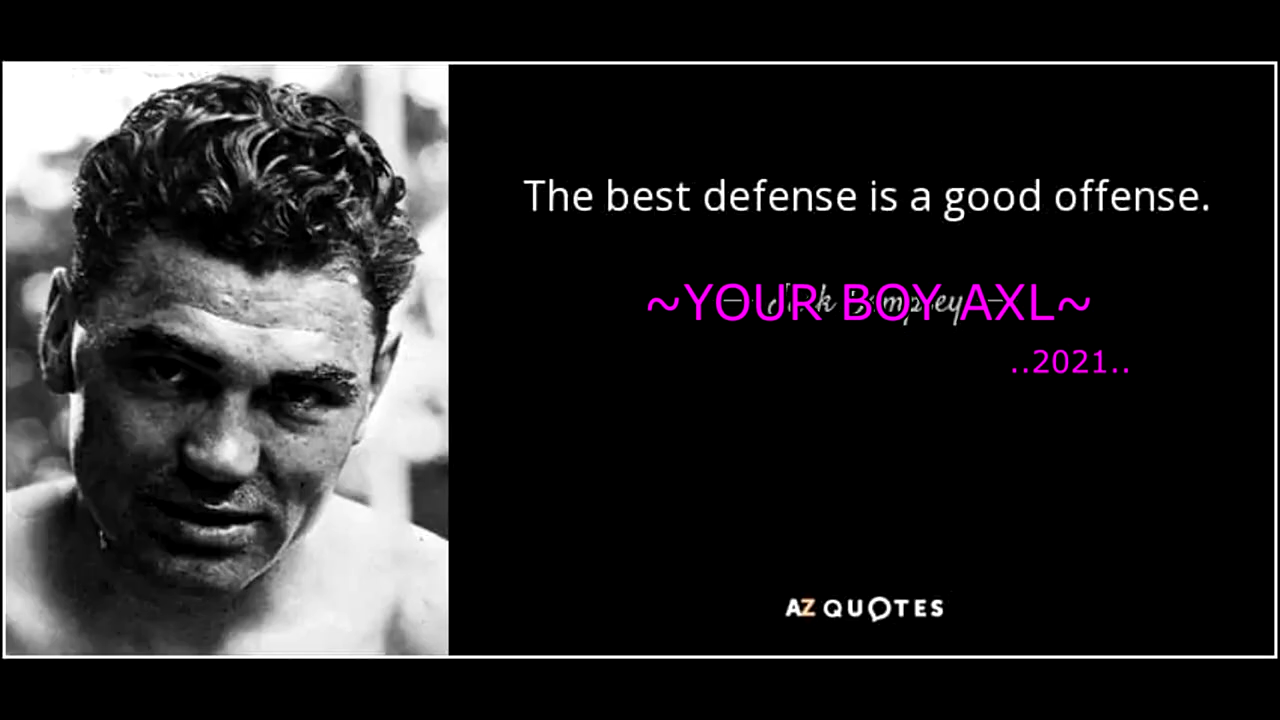 The best defense is a good offense.
~YOUR BOY AXL~
..2021..
AZ QUOTES